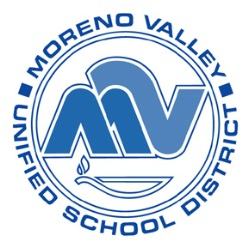 MORENO VALLEY
MV
UNIFIED SCHOOL DISTRICT